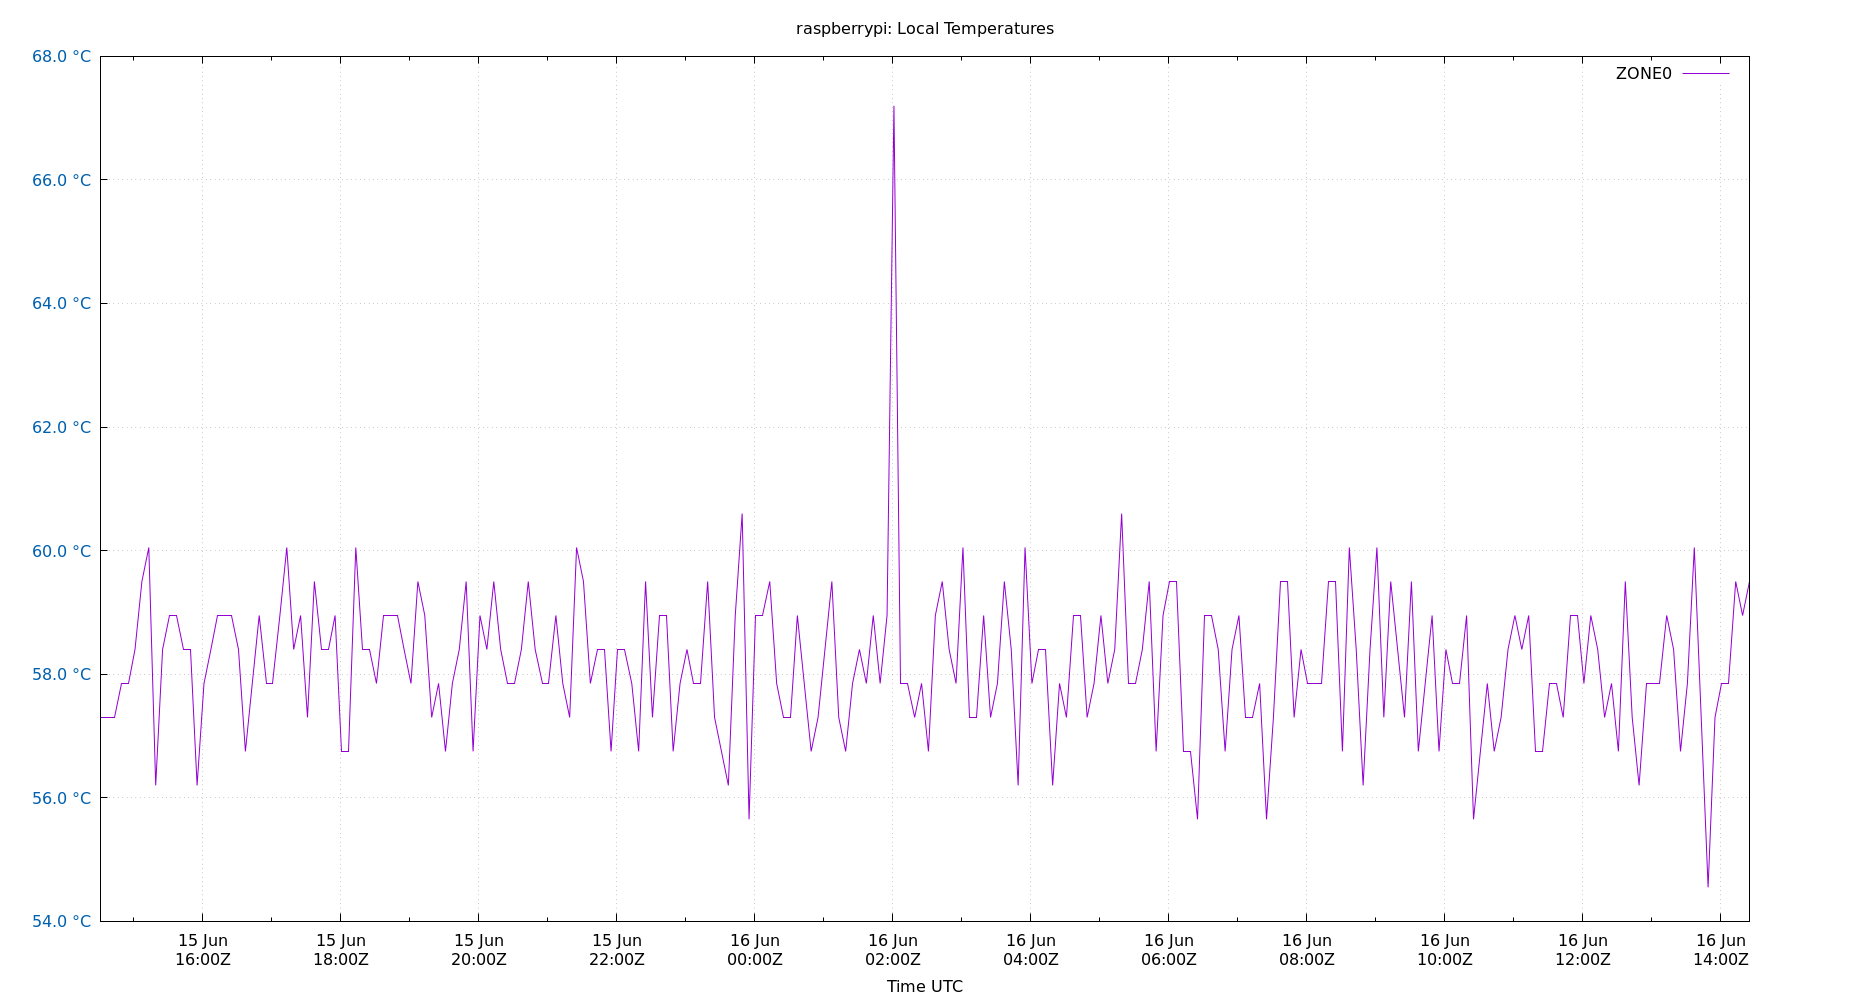 raspberrypi: Local Temperatures
68.0 °C
ZONE0
66.0 °C
64.0 °C
62.0 °C
60.0 °C
58.0 °C
56.0 °C
54.0 °C
15 Jun 15 Jun 15 Jun 15 Jun 16 Jun 16 Jun 16 Jun 16 Jun 16 Jun 16 Jun 16 Jun 16 Jun
16:00Z 18:00Z 20:00Z 22:00Z 00:00Z 02:00Z 04:00Z 06:00Z 08:00Z 10:00Z 12:00Z 14:00Z
Time UTC